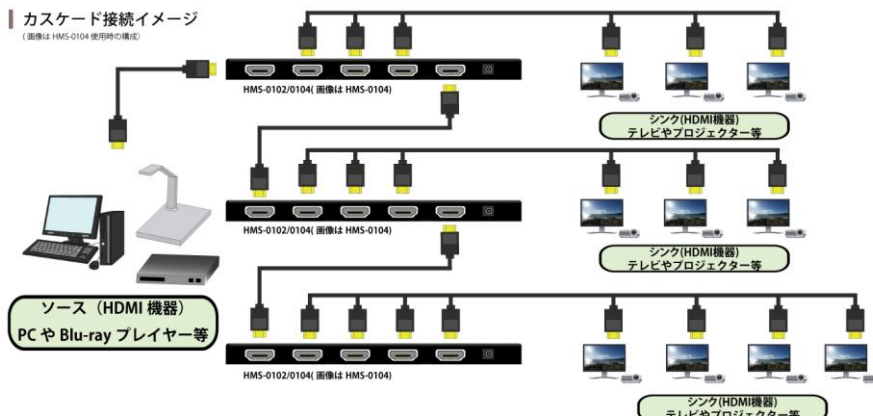 カスケード接続イメージ
(画像は HMS-0104 使用時の構成)
HMS-0102/0104( 画像は HMS-0104)
シンク(HDMI機器)
テレビやプロジェクター等
HMS-0102/0104( 画像は HMS-0104)
シンク(HDMI機器)
テレビやプロジェクター等
ソース（HDMI 機器）
PC や Blu-ray プレイヤー等
HMS-0102/0104( 画像は HMS-0104)
シンク(HDMI機器)
テレビやプロジェクター等